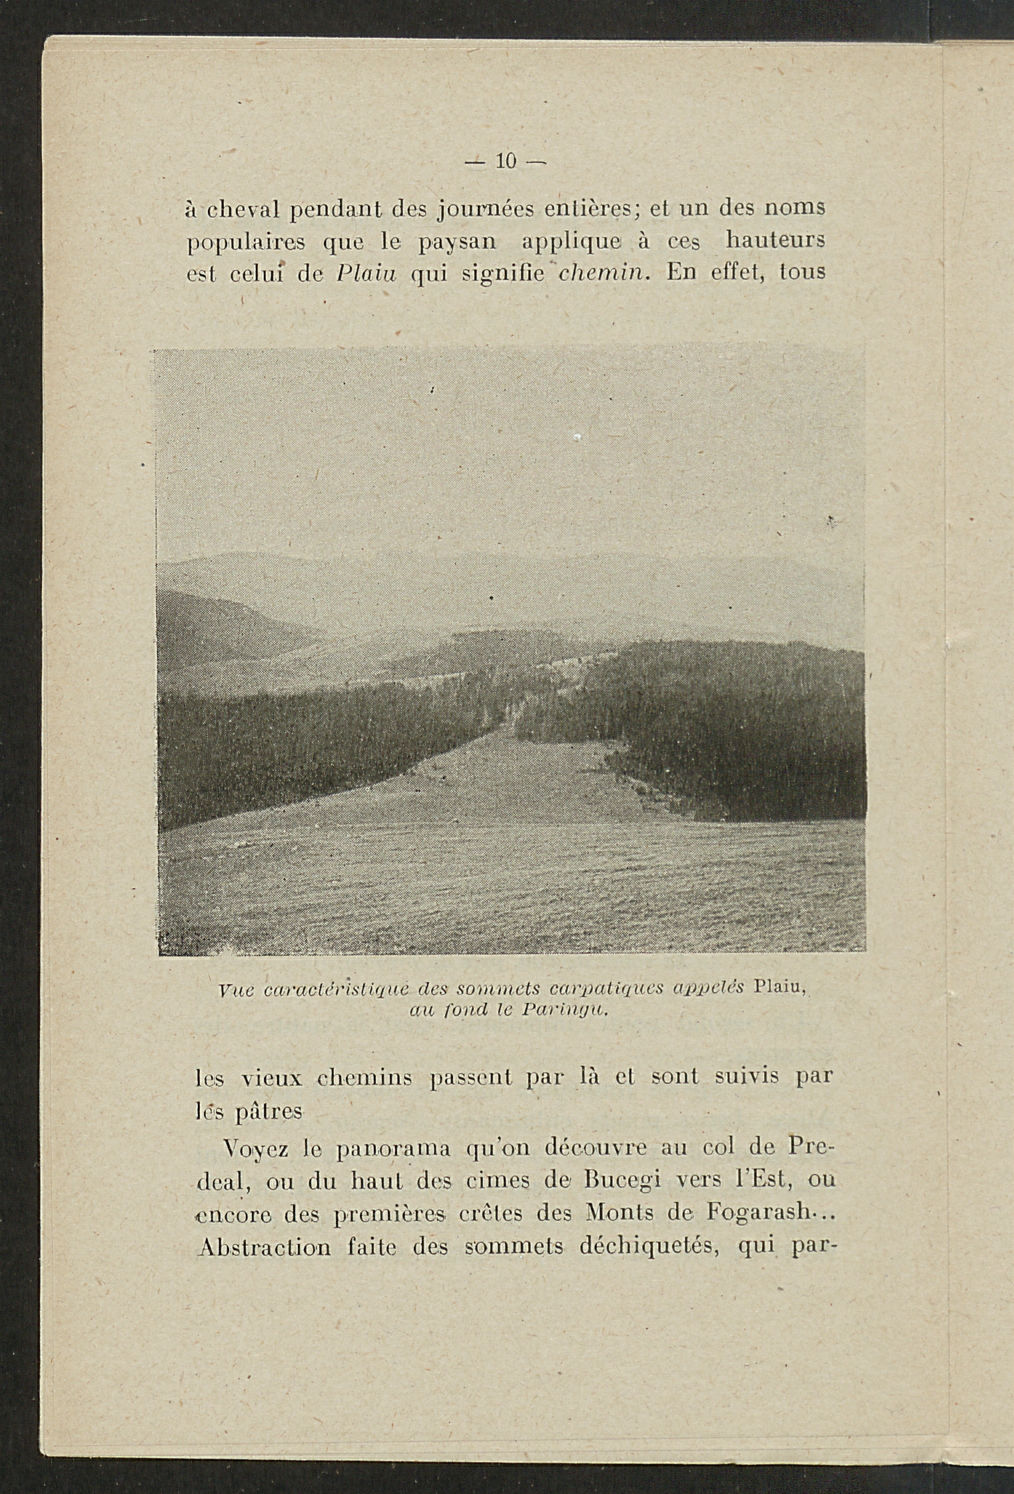 — 10 —
à cheval pendant des journées entières; et un des noms
populaires que le paysan applique à ces hauteurs
est celui de Plaiu qui signifie chemin. En effet, tous
Vue caractéristique des sommets carpatiques appelés Plaiu,
au fond le Paringu.
les vieux chemins passent par là et sont suivis par
les pâtres
Voyez le panorama qu'on découvre au col de Pre-
deal, ou du haut des cimes de Bucegi vers l'Est, ou
encore des premières crêtes des Monts de Fogarash...
Abstraction faite des sommets déchiquetés, qui par-